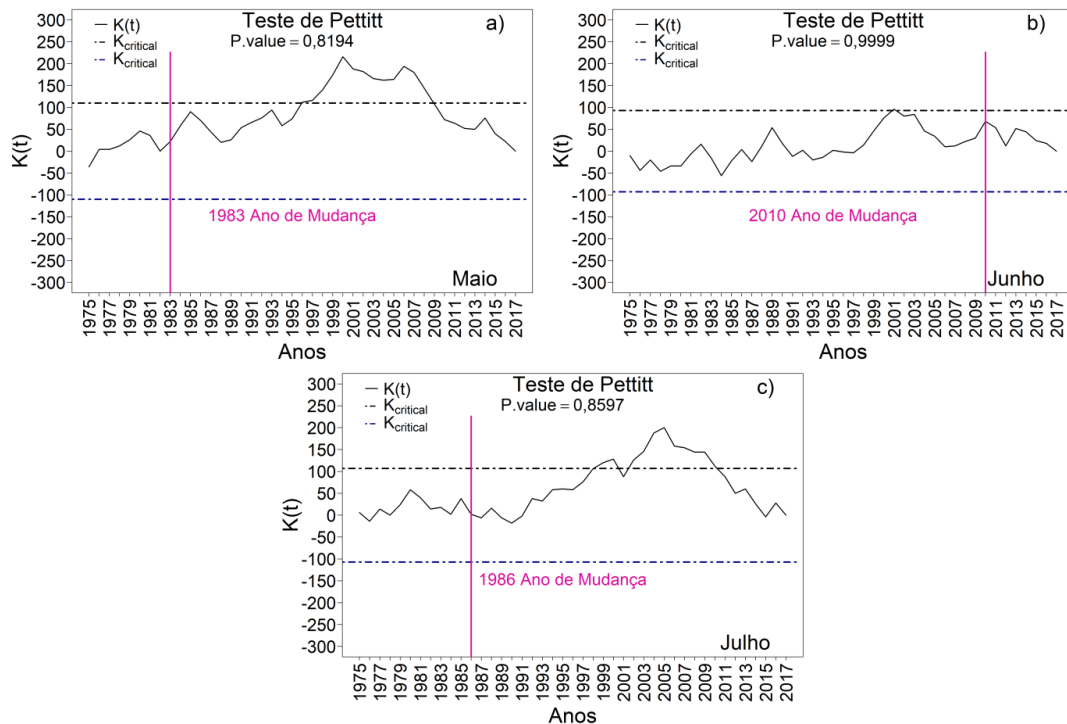 Teste de Pettitt
a)
P.value = 0,8194
K(t)
Kcritical
Kcritical
300
250
200
150
100
50
0
-50
-100
-150
-200
-250
-300
K(t)
1983 Ano de Mudança
Maio
1975 1977 1979 1981 1983 1985 1987 1989 1991 1993 1995 1997 1999 2001 2003 2005 2007 2009 2011 2013 2015 2017
Anos
Teste de Pettitt
b)
P.value = 0,9999
K(t)
Kcritical
Kcritical
300
250
200
150
100
50
0
-50
-100
-150
-200
-250
-300
K(t)
2010 Ano de Mudança
Junho
1975 1977 1979 1981 1983 1985 1987 1989 1991 1993 1995 1997 1999 2001 2003 2005 2007 2009 2011 2013 2015 2017
Anos
Teste de Pettitt
c)
P.value = 0,8597
K(t)
Kcritical
Kcritical
300
250
200
150
100
50
0
-50
-100
-150
-200
-250
-300
K(t)
1986 Ano de Mudança
Julho
1975 1977 1979 1981 1983 1985 1987 1989 1991 1993 1995 1997 1999 2001 2003 2005 2007 2009 2011 2013 2015 2017
Anos